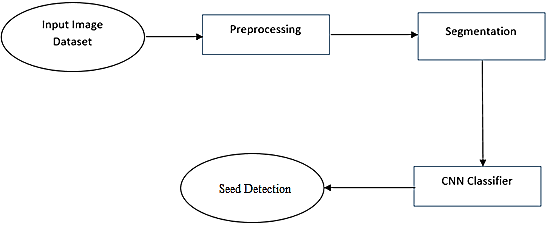 Input Image
Dataset
Preprocessing
Segmentation
CNN Classifier
Seed Detection